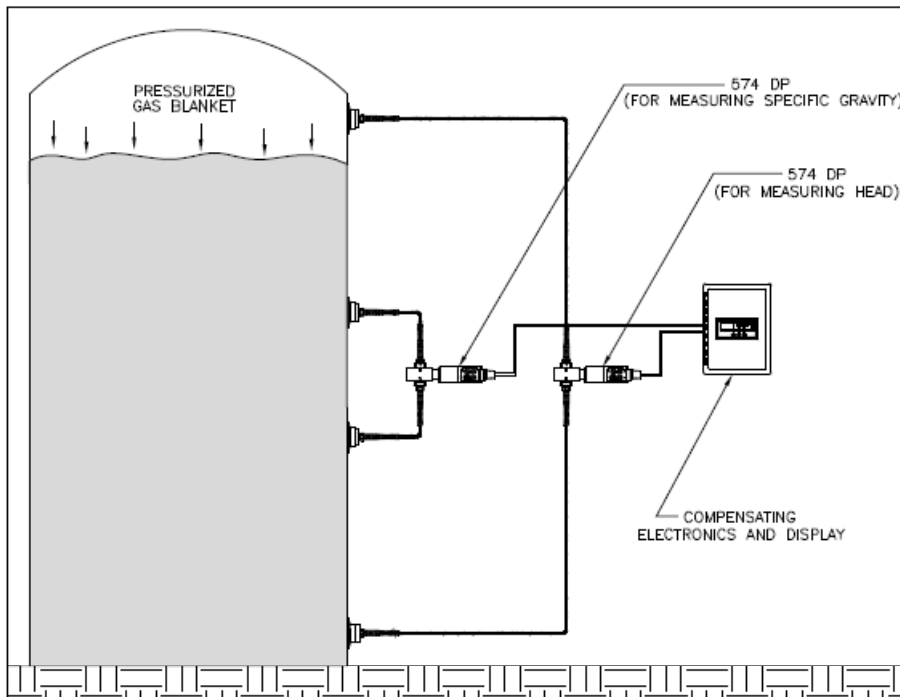 PRESSURIZED
GAS BLANKET
574 DP
(FOR MEASURING SPECIFIC GRAVITY)
574 DP
(FOR MEASURING HEAD)
COMPENSATING
ELECTRONICS AND DISPLAY